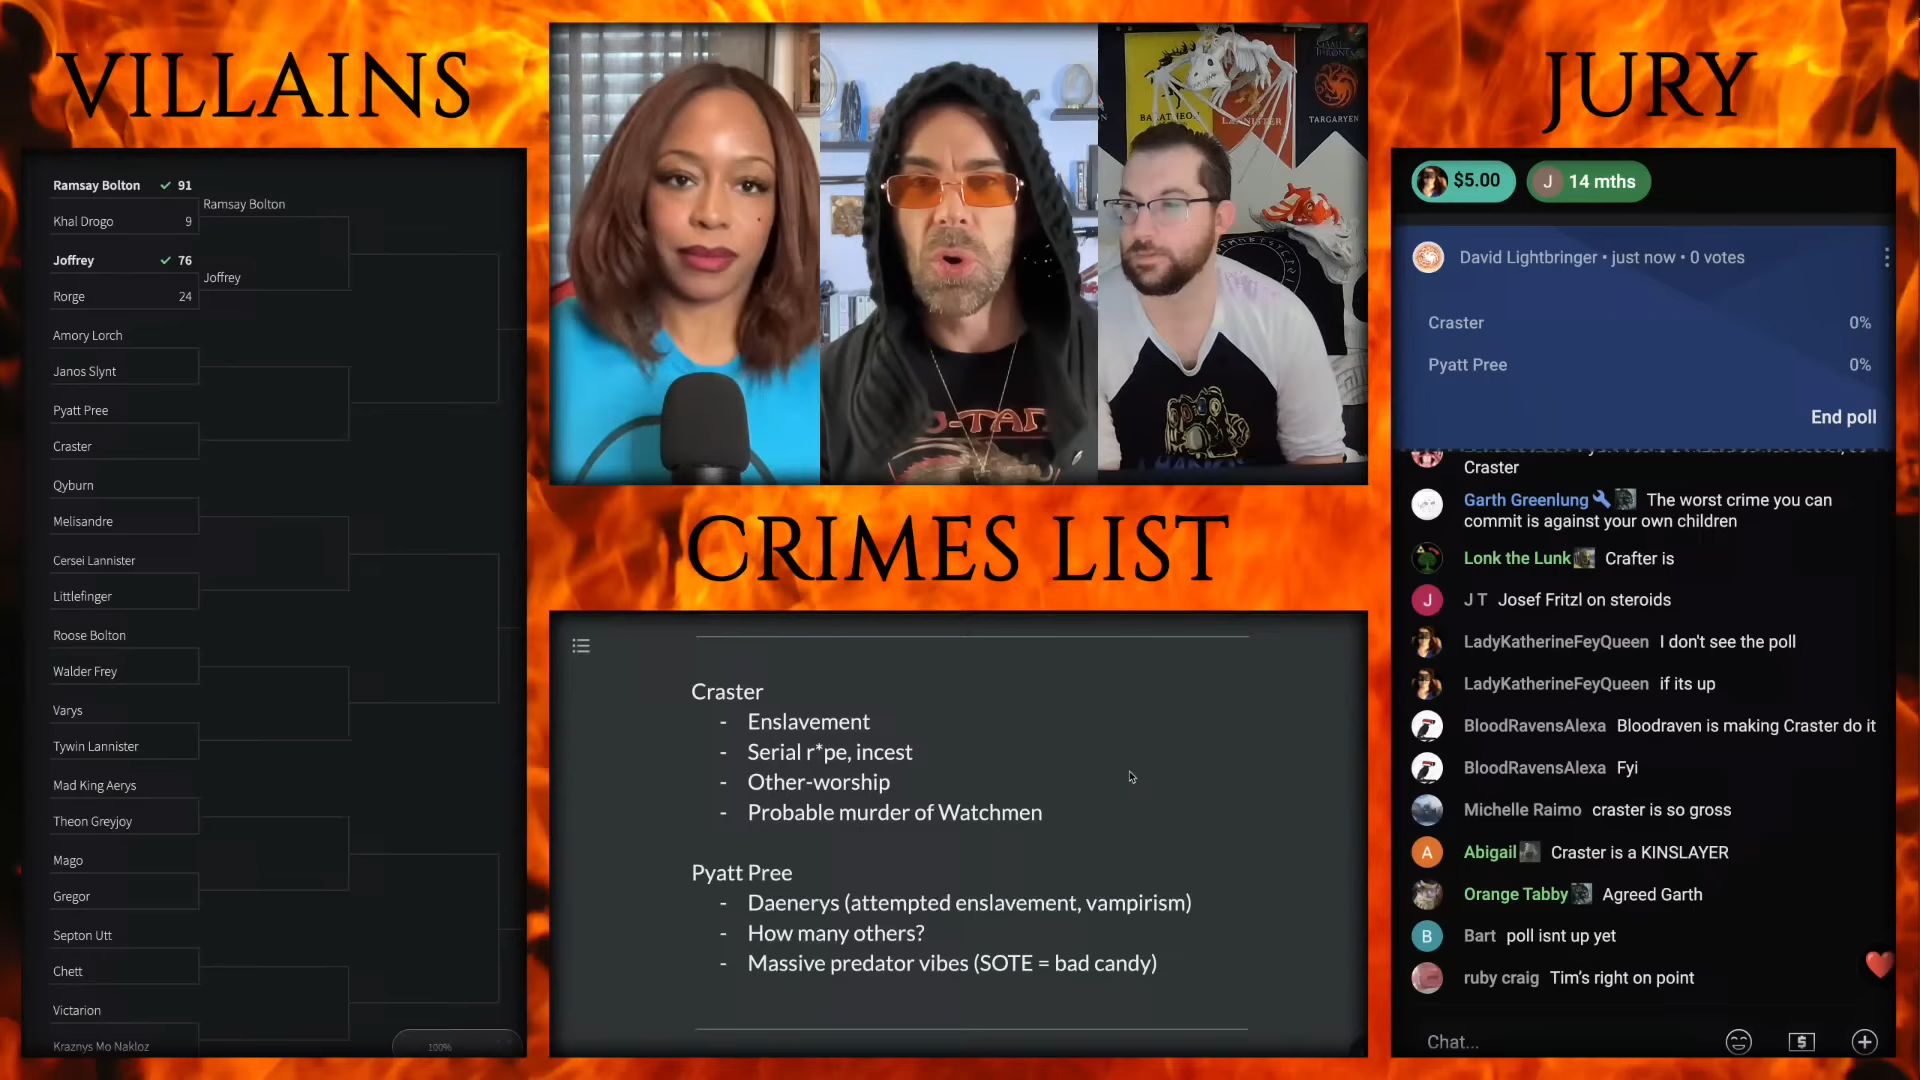 VILLAINS
Ramsay Bolton ✓ 91
Khal Drogo 9
Ramsay Bolton
Joffrey ✓ 76
Rorge 24
Joffrey
Amory Lorch
Janos Slynt
Pyatt Pree
Craster
Qyburn
Melisandre
Cersei Lannister
Littlefinger
Roose Bolton
Walder Frey
Varys
Tywin Lannister
Mad King Aerys
Theon Greyjoy
Mago
Gregor
Septon Utt
Chett
Victarion
Kraznys Mo Nakloz
100%
LANNISTER
TARGARYEN
CRIMES LIST
Craster
- Enslavement
- Serial r*pe, incest
- Other-worship
- Probable murder of Watchmen
Pyatt Pree
- Daenerys (attempted enslavement, vampirism)
- How many others?
- Massive predator vibes (SOTE = bad candy)
JURY
$5.00
J 14 mths
David Lightbringer • just now • 0 votes
Craster 0%
Pyatt Pree 0%
End poll
Craster
Garth Greenlung The worst crime you can
commit is against your own children
Lonk the Lunk Crafter is
J J T Josef Fritzl on steroids
LadyKatherineFeyQueen I don't see the poll
LadyKatherineFeyQueen if its up
BloodRavensAlexa Bloodraven is making Craster do it
BloodRavensAlexa Fyi
Michelle Raimo craster is so gross
A Abigail Craster is a KINSLAYER
Orange Tabby Agreed Garth
B Bart poll isnt up yet
ruby craig Tim's right on point
Chat...